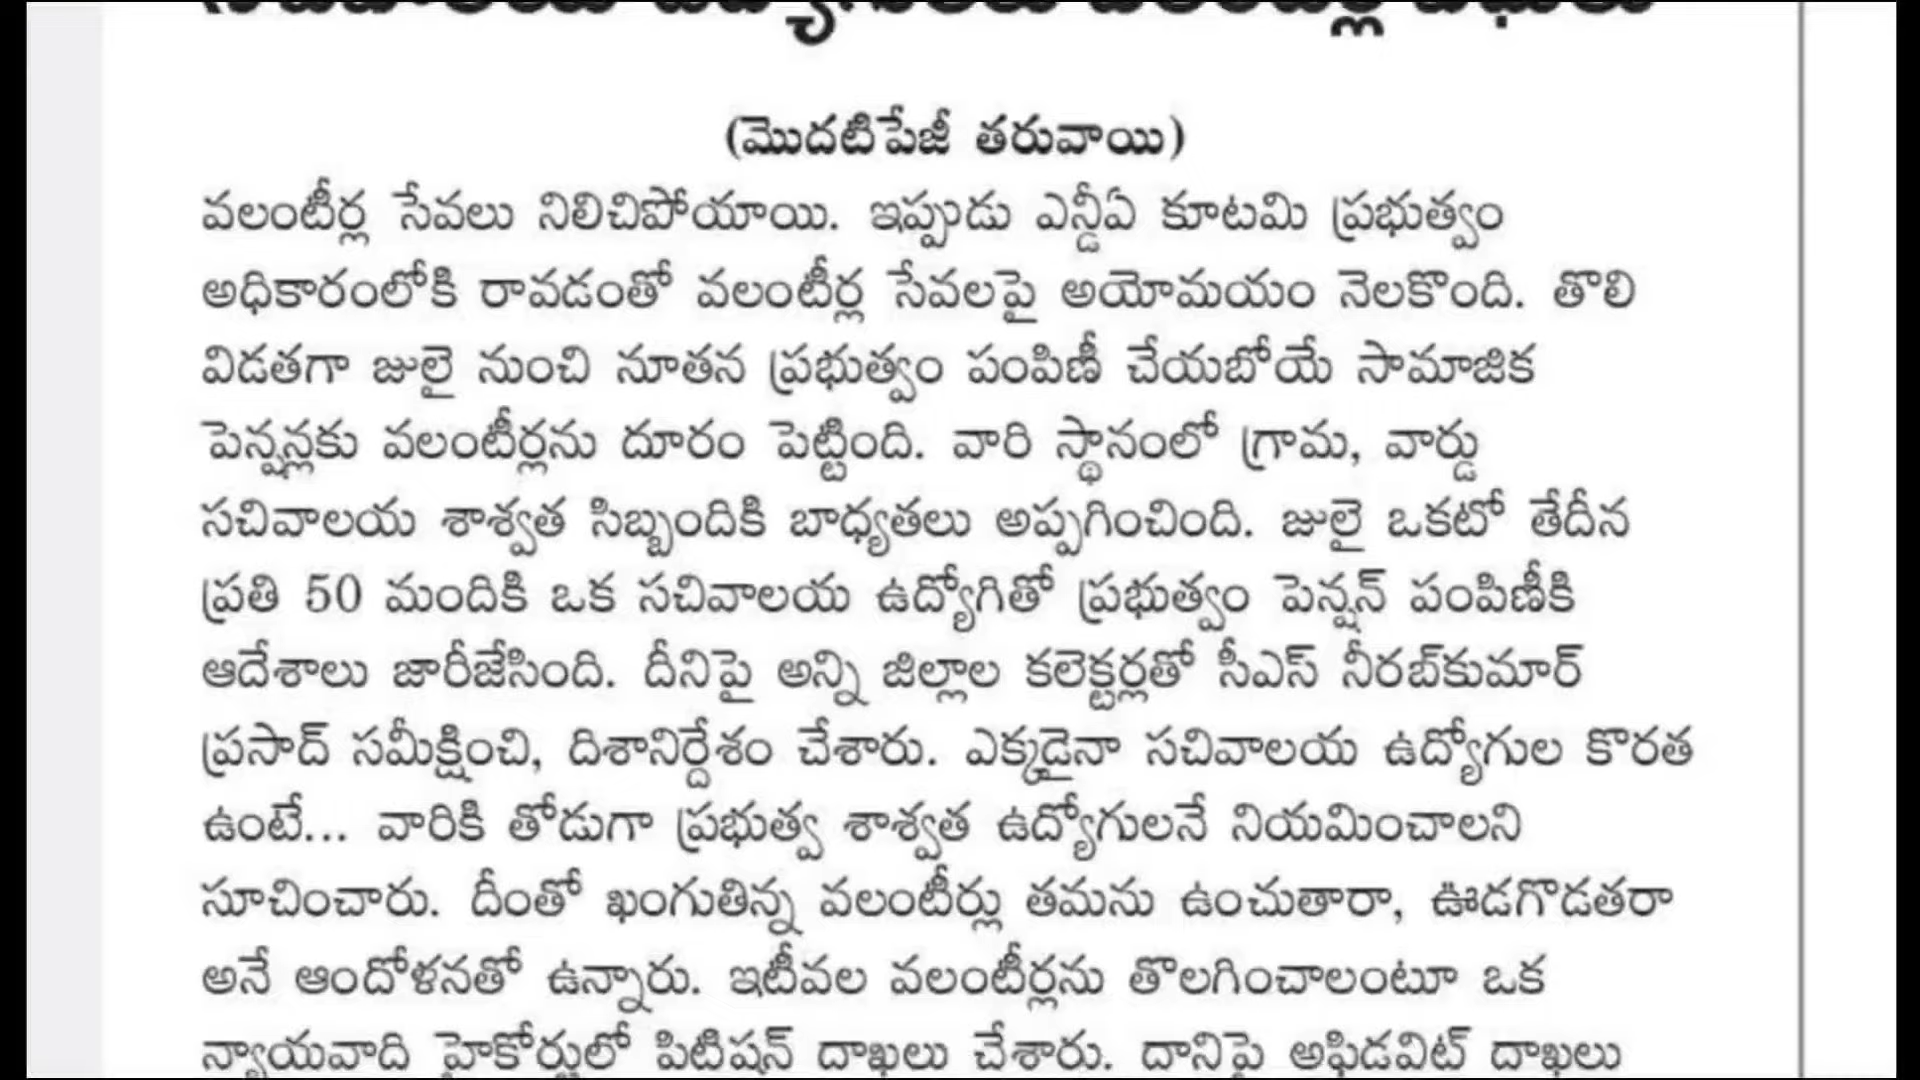 (మొదటిపేజీ తరువాయి)
వలంటీర్ల సేవలు నిలిచిపోయాయి. ఇప్పుడు ఎన్డీఏ కూటమి ప్రభుత్వం
అధికారంలోకి రావడంతో వలంటీర్ల సేవలపై అయోమయం నెలకొంది. తొలి
విడతగా జులై నుంచి నూతన ప్రభుత్వం పంపిణీ చేయబోయే సామాజిక
పెన్షన్లకు వలంటీర్లను దూరం పెట్టింది. వారి స్థానంలో గ్రామ, వార్డు
సచివాలయ శాశ్వత సిబ్బందికి బాధ్యతలు అప్పగించింది. జులై ఒకటో తేదీన
ప్రతి 50 మందికి ఒక సచివాలయ ఉద్యోగితో ప్రభుత్వం పెన్షన్ పంపిణీకి
ఆదేశాలు జారీజేసింది. దీనిపై అన్ని జిల్లాల కలెక్టర్లతో సీఎస్ నీరబ్‌కుమార్
ప్రసాద్ సమీక్షించి, దిశానిర్దేశం చేశారు. ఎక్కడైనా సచివాలయ ఉద్యోగుల కొరత
ఉంటే... వారికి తోడుగా ప్రభుత్వ శాశ్వత ఉద్యోగులనే నియమించాలని
సూచించారు. దీంతో ఖంగుతిన్న వలంటీర్లు తమను ఉంచుతారా, ఊడగొడతరా
అనే ఆందోళనతో ఉన్నారు. ఇటీవల వలంటీర్లను తొలగించాలంటూ ఒక
న్యాయవాది హైకోర్టులో పిటిషన్ దాఖలు చేశారు. దానిపై అఫిడవిట్ దాఖలు